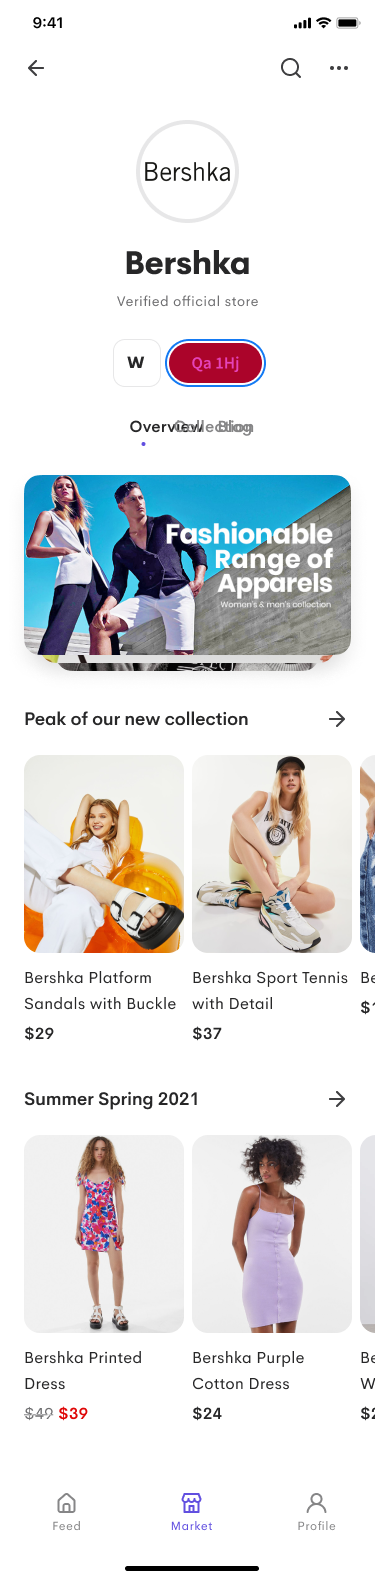 9:41
Bershka
Bershka
Verified official store
W
Qa 1Hj
Overview Collection Blog
Fashionable
Range of
Apparels
Women's & men's collection
Peak of our new collection
Bershka Platform
Sandals with Buckle
$29
Bershka Sport Tennis
with Detail
$37
Be
Summer Spring 2021
Bershka Printed
Dress
$49 $39
Bershka Purple
Cotton Dress
$24
Be
W
Feed
Market
Profile